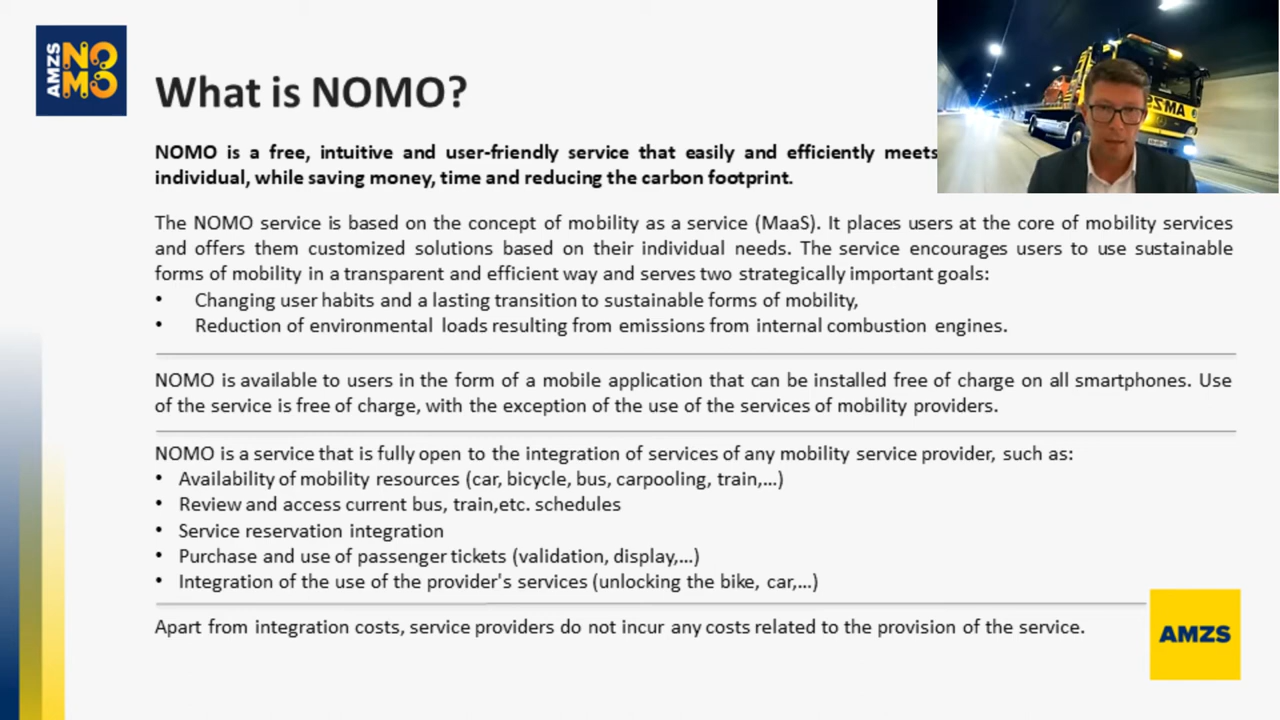 AMZS NOMO
What is NOMO?
NOMO is a free, intuitive and user-friendly service that easily and efficiently meets
individual, while saving money, time and reducing the carbon footprint.
The NOMO service is based on the concept of mobility as a service (MaaS). It places users at the core of mobility services
and offers them customized solutions based on their individual needs. The service encourages users to use sustainable
forms of mobility in a transparent and efficient way and serves two strategically important goals:
• Changing user habits and a lasting transition to sustainable forms of mobility,
• Reduction of environmental loads resulting from emissions from internal combustion engines.
NOMO is available to users in the form of a mobile application that can be installed free of charge on all smartphones. Use
of the service is free of charge, with the exception of the use of the services of mobility providers.
NOMO is a service that is fully open to the integration of services of any mobility service provider, such as:
• Availability of mobility resources (car, bicycle, bus, carpooling, train,...)
• Review and access current bus, train,etc. schedules
• Service reservation integration
• Purchase and use of passenger tickets (validation, display,...)
• Integration of the use of the provider's services (unlocking the bike, car,...)
Apart from integration costs, service providers do not incur any costs related to the provision of the service.
AMZS
AMZS